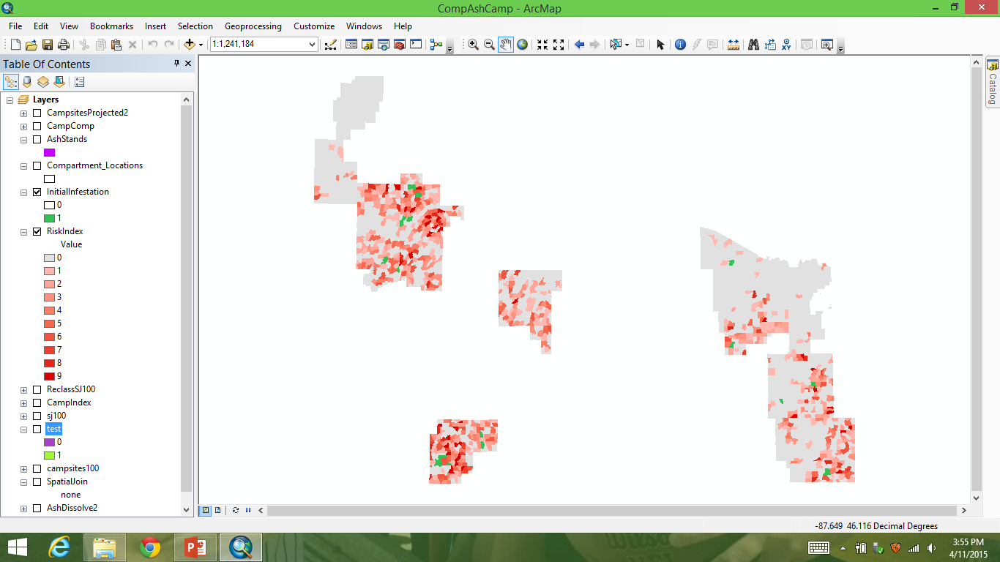 CompAshCamp - ArcMap
File Edit View Bookmarks Insert Selection Geoprocessing Customize Windows Help
1:1,241,184
Table Of Contents
Layers
CampsitesProjected2
CampComp
AshStands
Compartment_Locations
InitialInfestation
0
1
RiskIndex
Value
0
1
2
3
4
5
6
7
8
9
ReclassSJ100
CampIndex
sj100
test
0
1
campsites100
SpatialJoin
none
AshDissolve2
Catalog
-87.649 46.116 Decimal Degrees
3:55 PM
4/11/2015